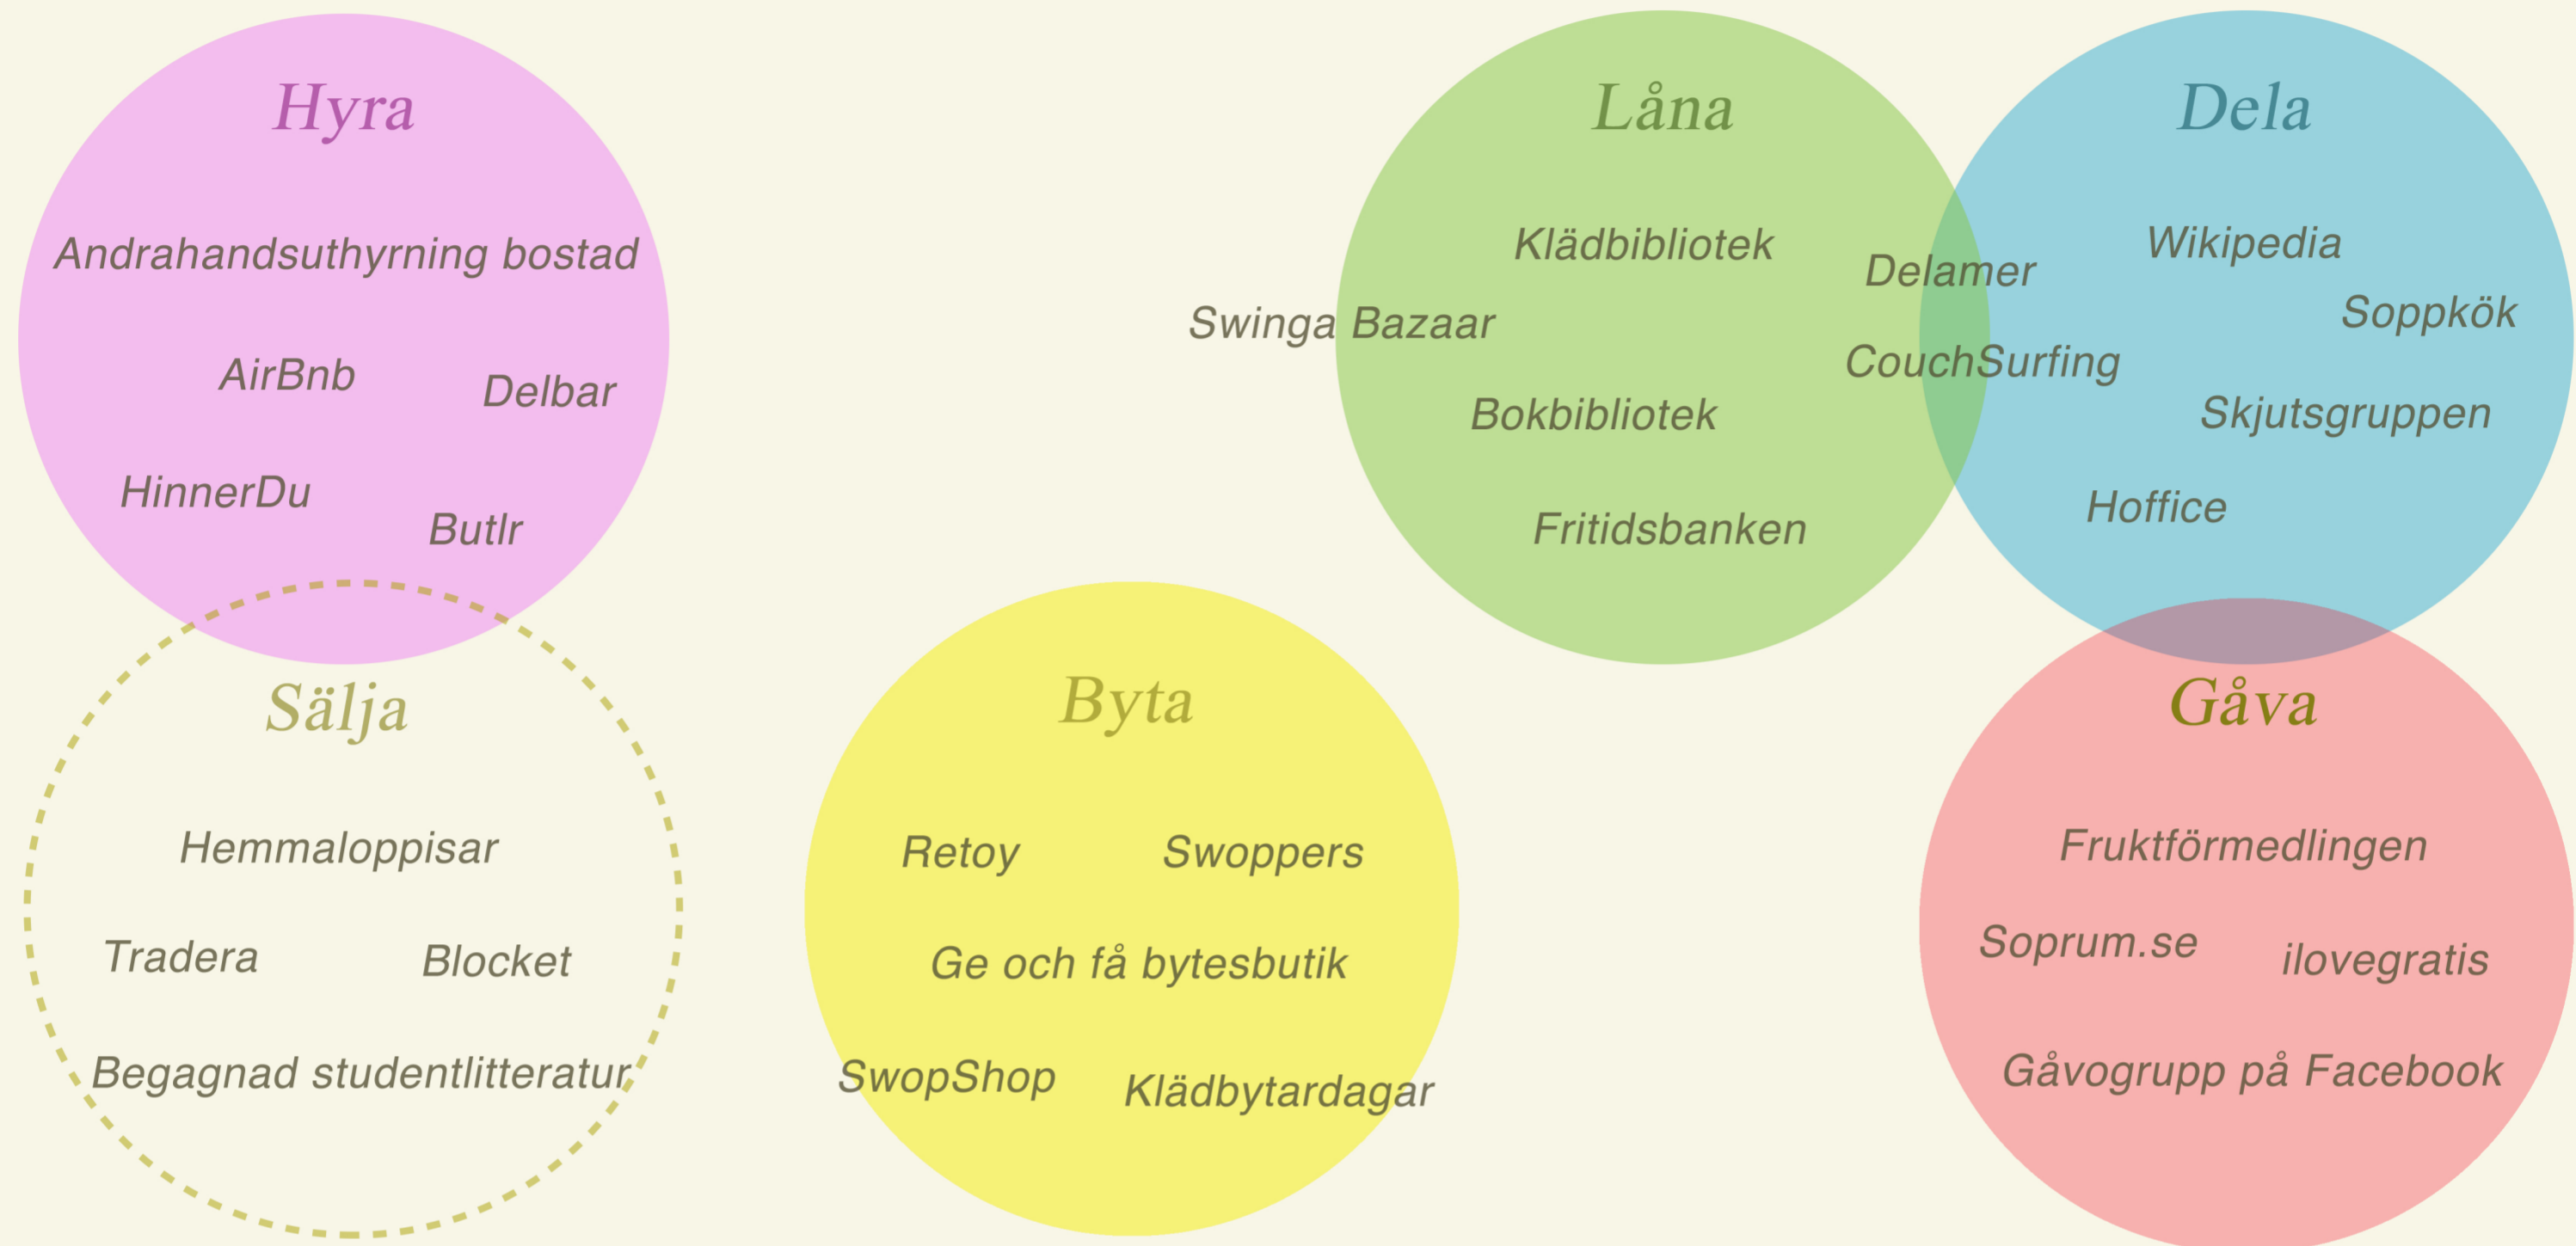 Hyra
Andrahandsuthyrning bostad
AirBnb
Delbar
HinnerDu
Butlr
Sälja
Hemmaloppisar
Tradera
Blocket
Begagnad studentlitteratur
Byta
Retoy
Swoppers
Ge och få bytesbutik
SwopShop
Klädbytardagar
Låna
Klädbibliotek
Swinga Bazaar
Bokbibliotek
Fritidsbanken
Delamer
CouchSurfing
Dela
Wikipedia
Soppkök
Skjutsgruppen
Hoffice
Gåva
Fruktförmedlingen
Soprum.se
ilovegratis
Gåvogrupp på Facebook